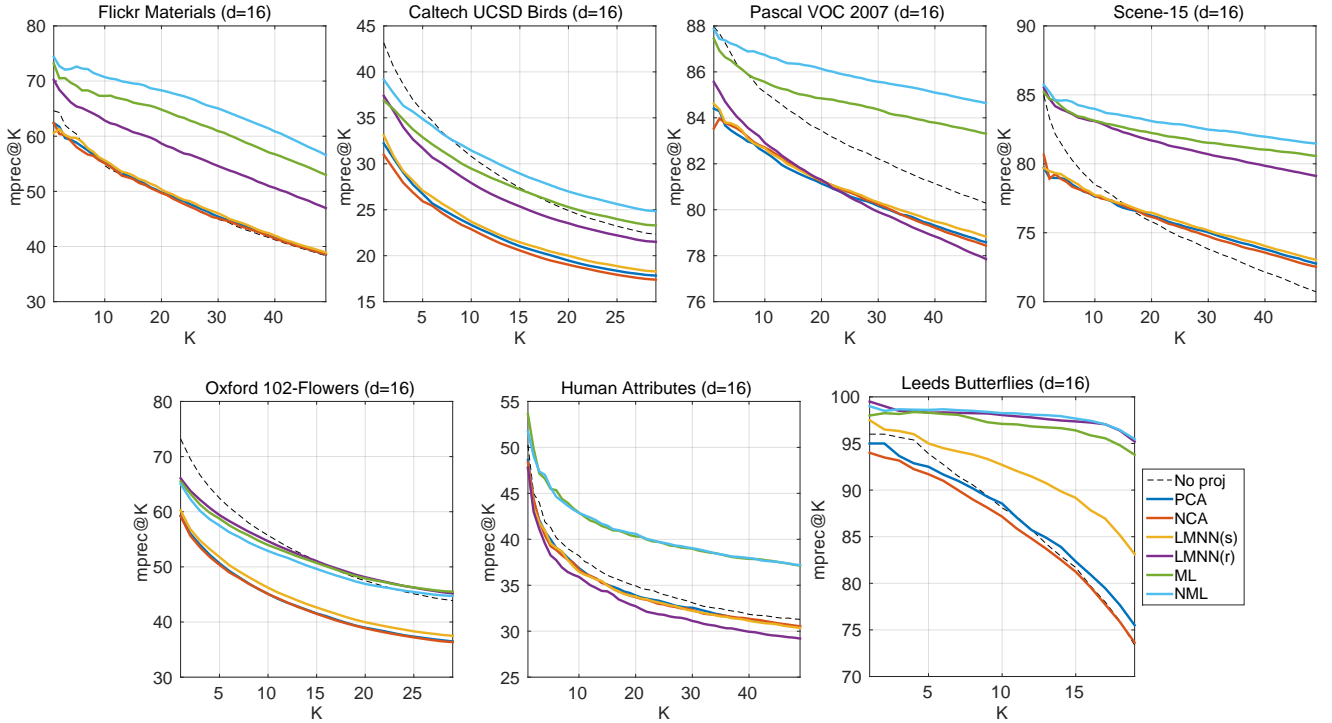 Flickr Materials (d=16)
80
70
60
50
40
30
10
20
30
40
mprec@K
K
Caltech UCSD Birds (d=16)
45
40
35
30
25
20
15
5
10
15
20
25
mprec@K
K
Pascal VOC 2007 (d=16)
88
86
84
82
80
78
76
10
20
30
40
mprec@K
K
Scene-15 (d=16)
90
85
80
75
70
10
20
30
40
mprec@K
K
Oxford 102-Flowers (d=16)
80
70
60
50
40
30
5
10
15
20
25
mprec@K
K
Human Attributes (d=16)
55
50
45
40
35
30
25
10
20
30
40
mprec@K
K
Leeds Butterflies (d=16)
100
95
90
85
80
75
70
5
10
15
mprec@K
K
No proj
PCA
NCA
LMNN(s)
LMNN(r)
ML
NML